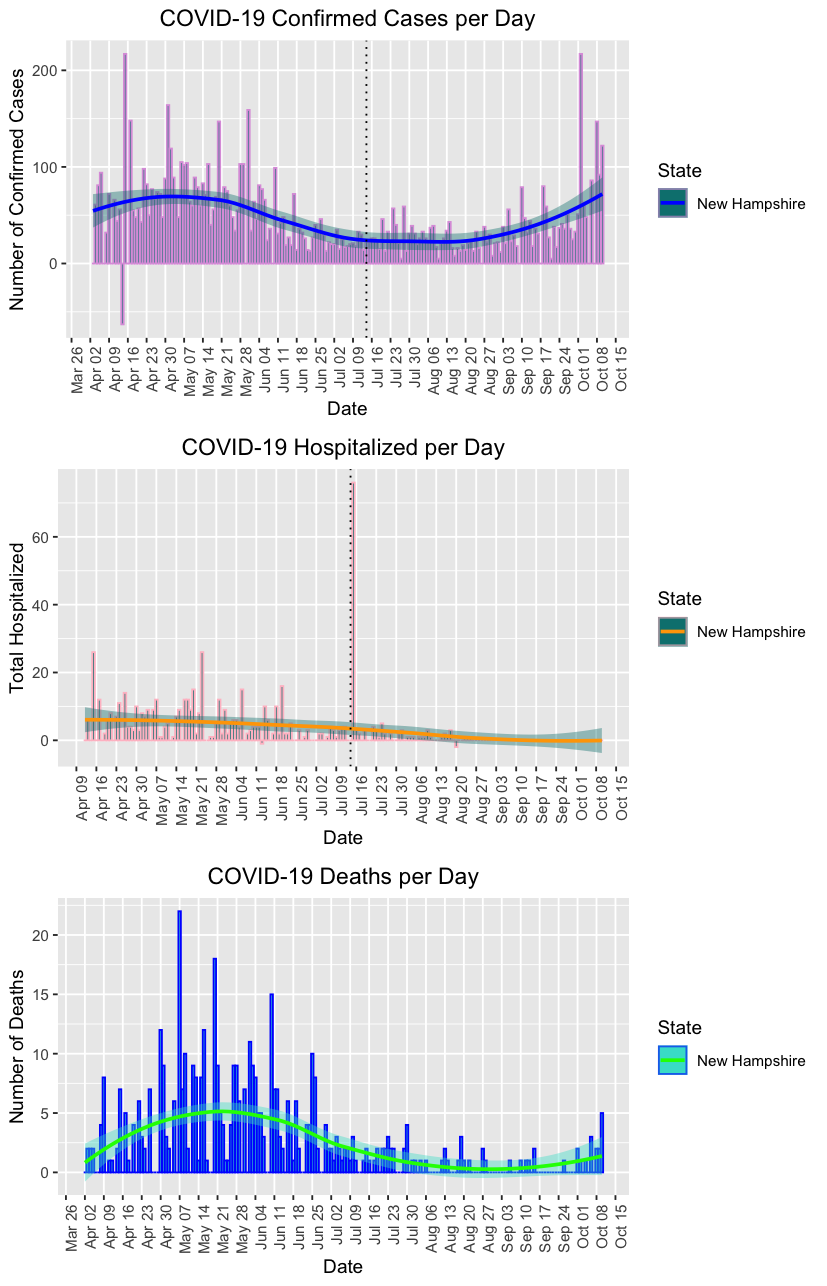 COVID-19 Confirmed Cases per Day
Number of Confirmed Cases
200
100
0
Mar 26
Apr 02
Apr 09
Apr 16
Apr 23
Apr 30
May 07
May 14
May 21
May 28
Jun 04
Jun 11
Jun 18
Jun 25
Jul 02
Jul 09
Jul 16
Jul 23
Jul 30
Aug 06
Aug 13
Aug 20
Aug 27
Sep 03
Sep 10
Sep 17
Sep 24
Oct 01
Oct 08
Oct 15
Date
State
New Hampshire
COVID-19 Hospitalized per Day
Total Hospitalized
60
40
20
0
Apr 09
Apr 16
Apr 23
Apr 30
May 07
May 14
May 21
May 28
Jun 04
Jun 11
Jun 18
Jun 25
Jul 02
Jul 09
Jul 16
Jul 23
Jul 30
Aug 06
Aug 13
Aug 20
Aug 27
Sep 03
Sep 10
Sep 17
Sep 24
Oct 01
Oct 08
Oct 15
Date
State
New Hampshire
COVID-19 Deaths per Day
Number of Deaths
20
15
10
5
0
Mar 26
Apr 02
Apr 09
Apr 16
Apr 23
Apr 30
May 07
May 14
May 21
May 28
Jun 04
Jun 11
Jun 18
Jun 25
Jul 02
Jul 09
Jul 16
Jul 23
Jul 30
Aug 06
Aug 13
Aug 20
Aug 27
Sep 03
Sep 10
Sep 17
Sep 24
Oct 01
Oct 08
Oct 15
Date
State
New Hampshire